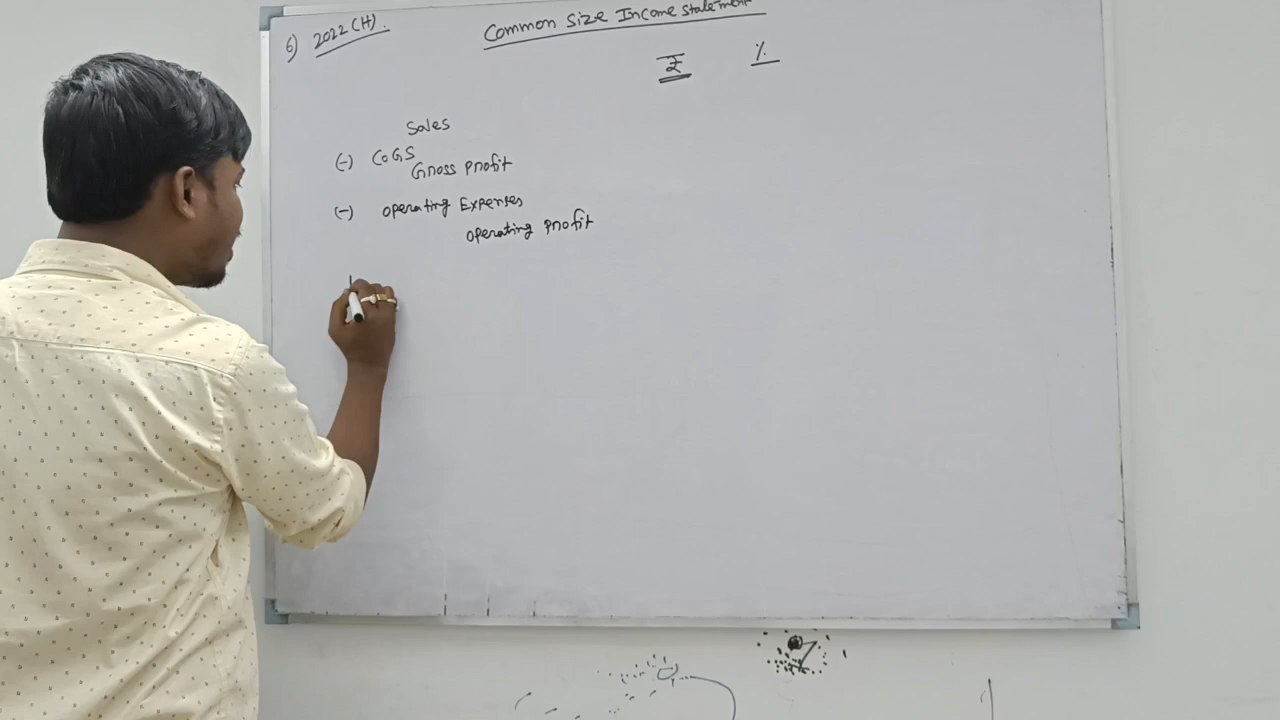 6) 2022 (H). Common Size Income statement
₹ %
Sales
(-) COGS
Gross Profit
(-) Operating Expenses
Operating Profit